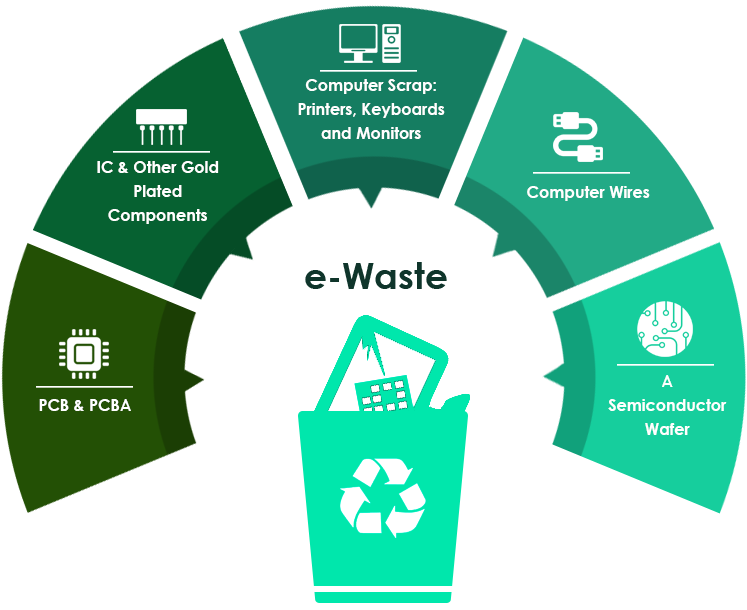 Computer Scrap:
Printers, Keyboards
and Monitors
IC & Other Gold
Plated
Components
Computer Wires
e-Waste
PCB & PCBA
A
Semiconductor
Wafer